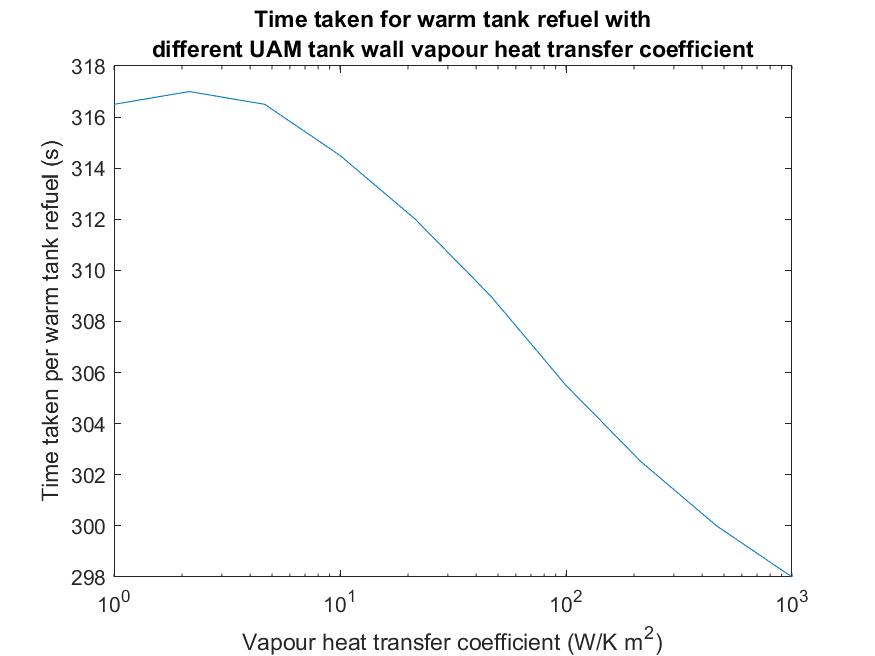 Time taken for warm tank refuel with
different UAM tank wall vapour heat transfer coefficient
318
316
314
312
310
308
306
304
302
300
298
Time taken per warm tank refuel (s)
10^0 10^1 10^2 10^3
Vapour heat transfer coefficient (W/K m^2)